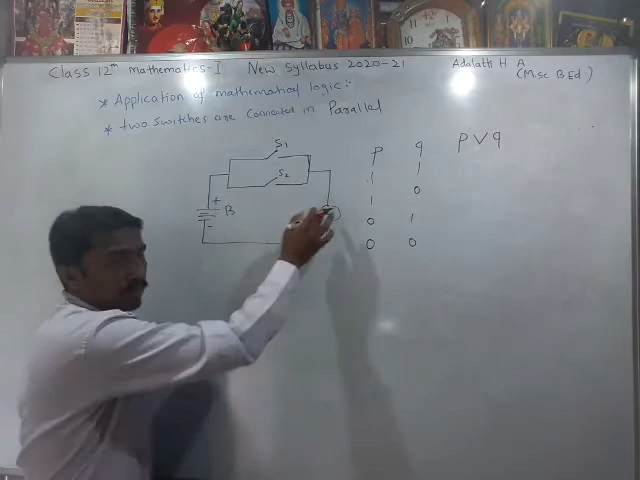 Class 12th mathematics-I New Syllabus 2020-21 Adalath H A
(M.Sc B Ed)
* Application of mathematical logic:-
* two switches are connected in Parallel
S1
S2
+
B
-
p q p∨q
1 1
1 0
0 1
0 0